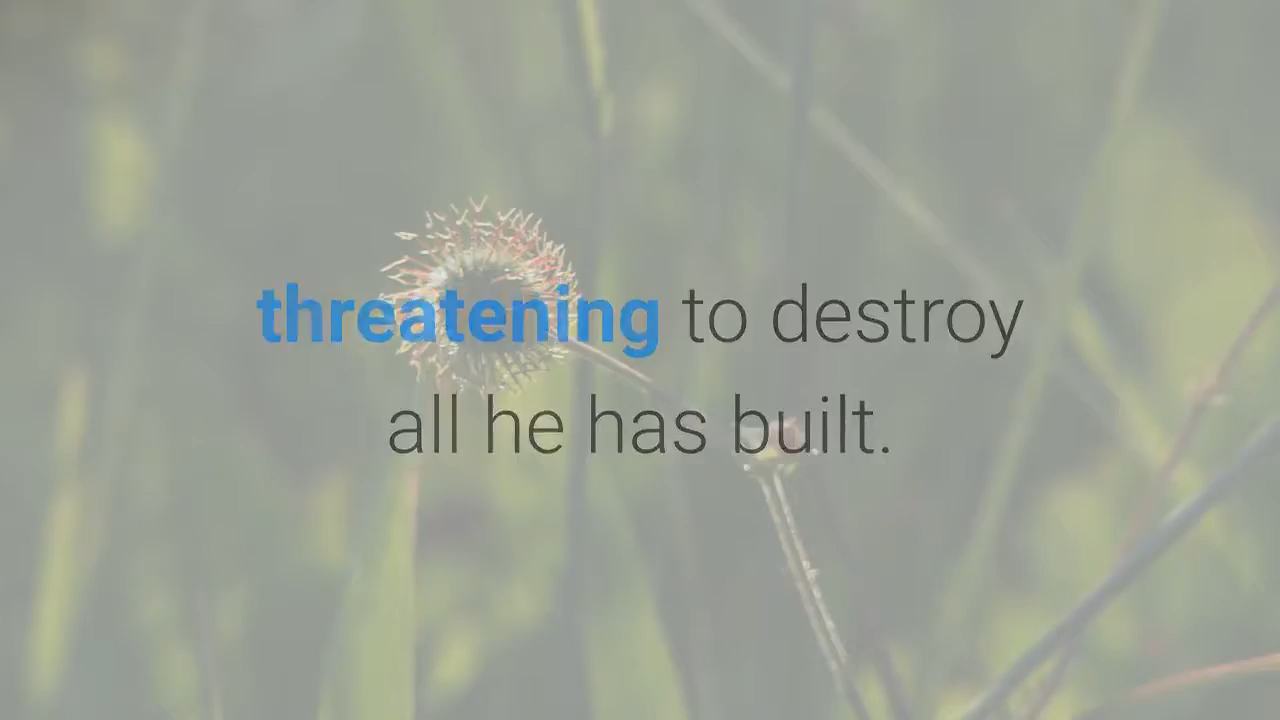 threatening to destroy
all he has built.